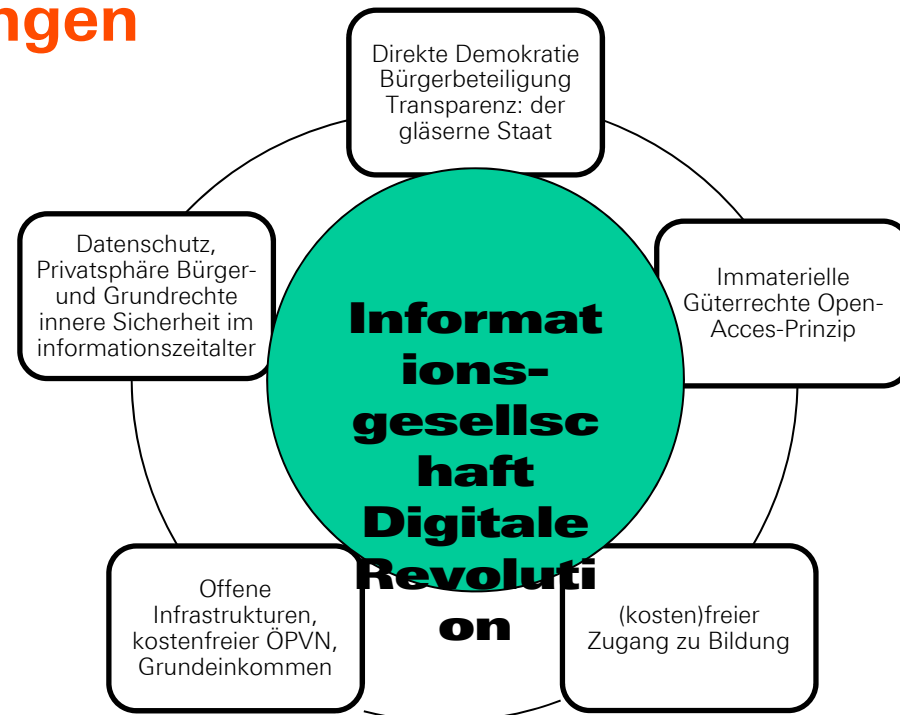 ngen
Direkte Demokratie
Bürgerbeteiligung
Transparenz: der
gläserne Staat
Datenschutz,
Privatsphäre Bürger-
und Grundrechte
innere Sicherheit im
informationszeitalter
Immaterielle
Güterrechte Open-
Acces-Prinzip
Informat
ions-
gesellsc
haft
Digitale
Revoluti
on
Offene
Infrastrukturen,
kostenfreier ÖPVN,
Grundeinkommen
(kosten)freier
Zugang zu Bildung